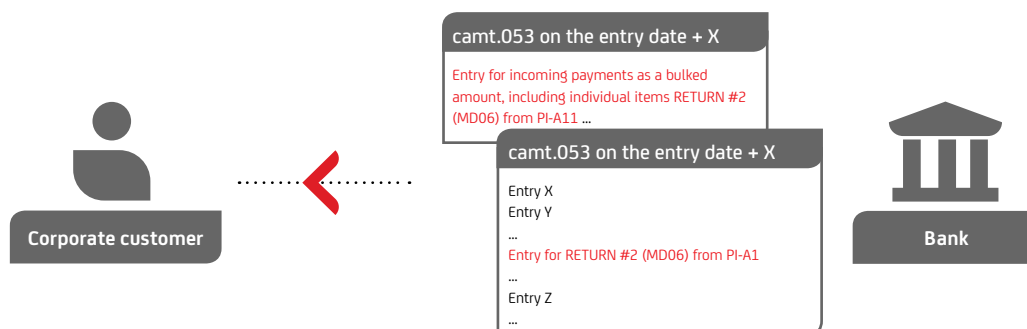 camt.053 on the entry date + X
Entry for incoming payments as a bulked
amount, including individual items RETURN #2
(MD06) from PI-A11 ...
camt.053 on the entry date + X
Entry X
Entry Y
...
Entry for RETURN #2 (MD06) from PI-A1
...
Entry Z
...
Corporate customer
Bank